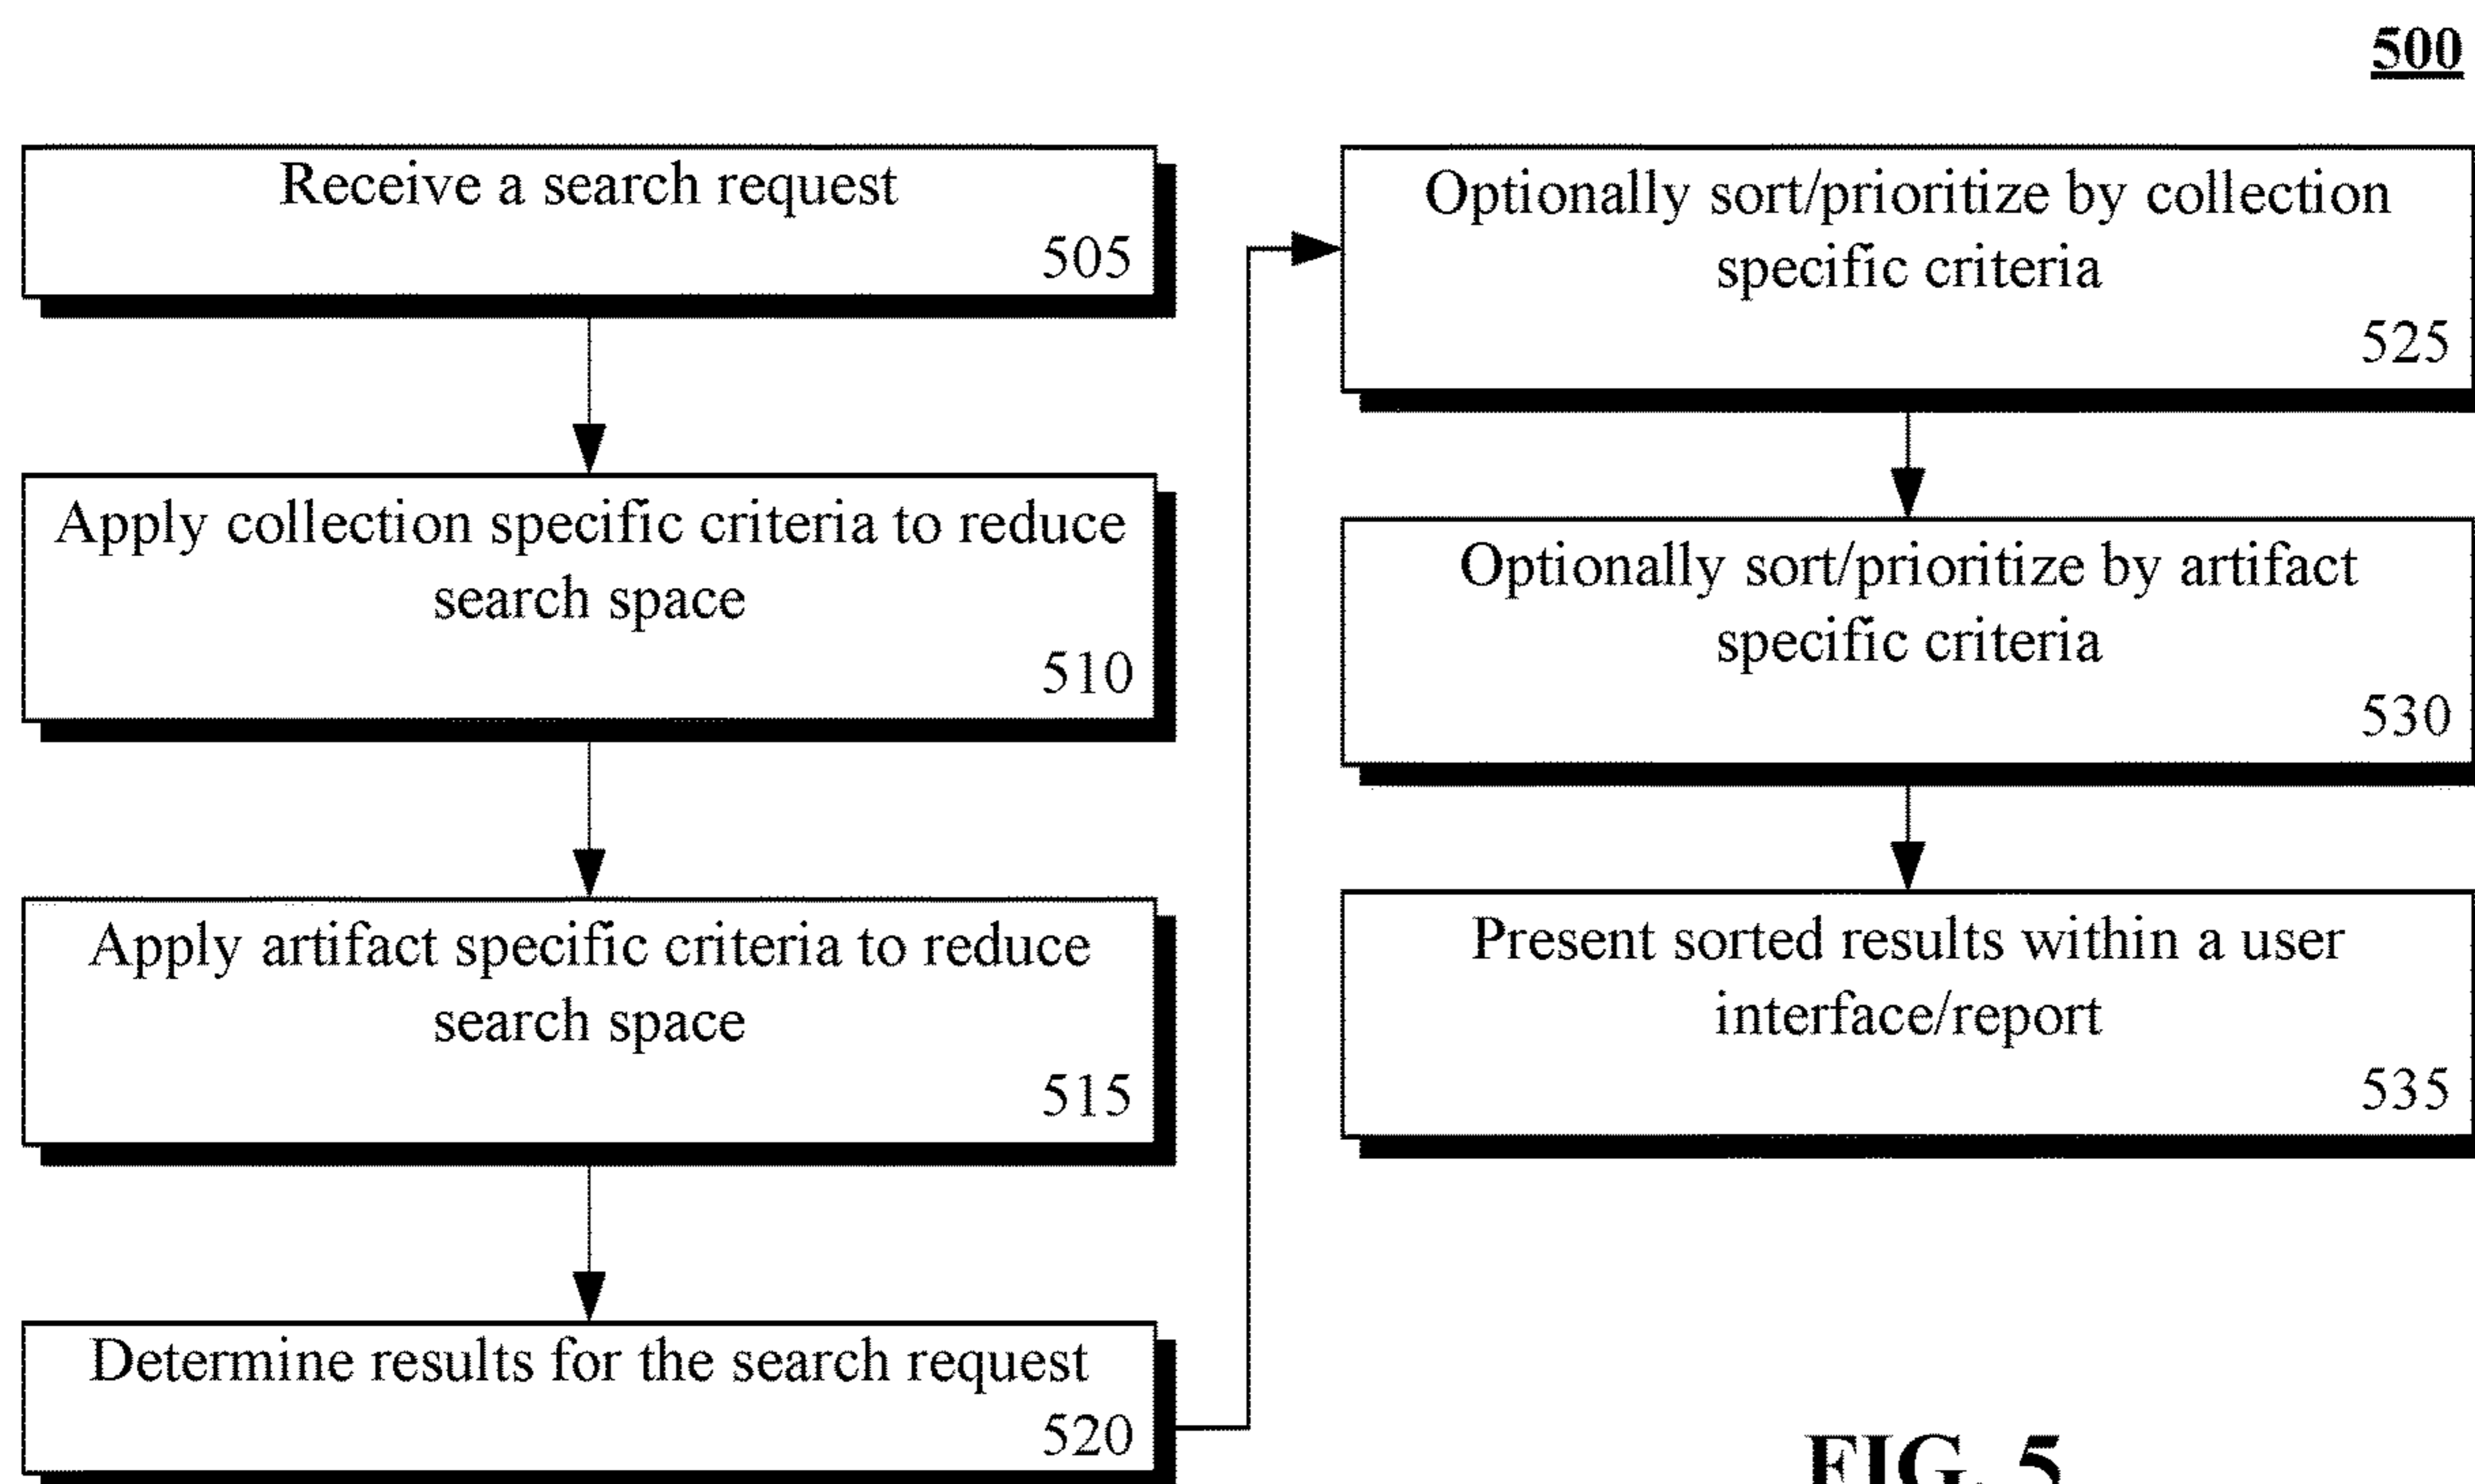 500
Receive a search request
505
Apply collection specific criteria to reduce
search space
510
Apply artifact specific criteria to reduce
search space
515
Determine results for the search request
520
Optionally sort/prioritize by collection
specific criteria
525
Optionally sort/prioritize by artifact
specific criteria
530
Present sorted results within a user
interface/report
535
FIG. 5